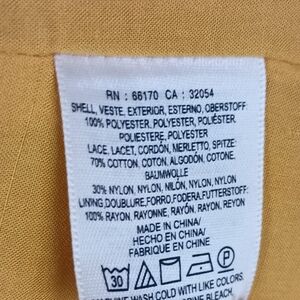 RN : 66170 CA : 32054
SHELL, VESTE, EXTERIOR, ESTERNO, OBERSTOFF:
100% POLYESTER, POLYESTER, POLIÉSTER,
POLIESTERE, POLYESTER
LACE, LACET, CORDÓN, MERLETTO, SPITZE:
70% COTTON, COTON, ALGODÓN, COTONE,
BAUMWOLLE
30% NYLON, NYLON, NILÓN, NYLON, NYLON
LINING,DOUBLURE,FORRO,FODERA,FUTTERSTOFF:
100% RAYON, RAYONNE, RAYÓN, RAYON, REYON
MADE IN CHINA/
HECHO EN CHINA/
FABRIQUÉ EN CHINE
30
MACHINE WASH COLD WITH LIKE COLORS.
BLEACH.